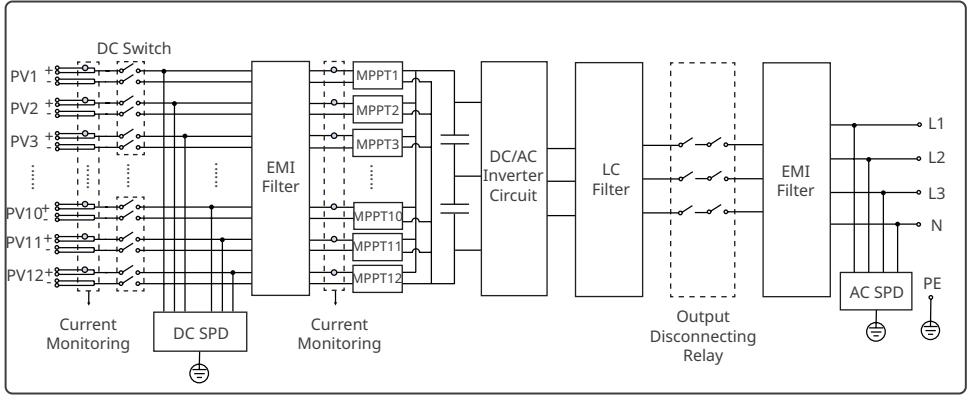 DC Switch
PV1 + -
PV2 + -
PV3 + -
PV10 + -
PV11 + -
PV12 + -
Current
Monitoring
DC SPD
EMI
Filter
Current
Monitoring
MPPT1
MPPT2
MPPT3
MPPT10
MPPT11
MPPT12
DC/AC
Inverter
Circuit
LC
Filter
Output
Disconnecting
Relay
EMI
Filter
L1
L2
L3
N
AC SPD
PE